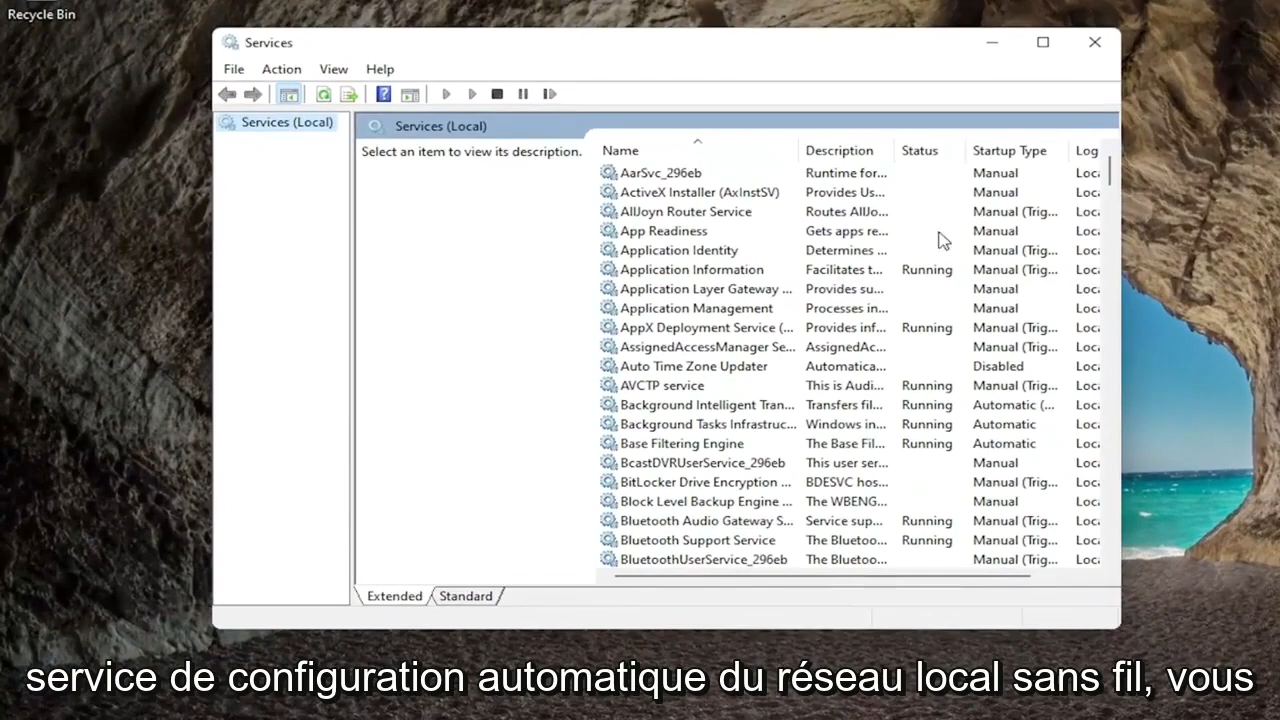 Recycle Bin
Services
File Action View Help
Services (Local)
Services (Local)
Select an item to view its description.
Name Description Status Startup Type Log
AarSvc_296eb Runtime for... Manual Loca
ActiveX Installer (AxInstSV) Provides Us... Manual Loca
AllJoyn Router Service Routes AllJo... Manual (Trig... Loca
App Readiness Gets apps re... Manual Loca
Application Identity Determines ... Manual (Trig... Loca
Application Information Facilitates t... Running Manual (Trig... Loca
Application Layer Gateway ... Provides su... Manual Loca
Application Management Processes in... Manual Loca
AppX Deployment Service (... Provides inf... Running Manual (Trig... Loca
AssignedAccessManager Se... AssignedAc... Manual (Trig... Loca
Auto Time Zone Updater Automatica... Disabled Loca
AVCTP service This is Audi... Running Manual (Trig... Loca
Background Intelligent Tran... Transfers fil... Running Automatic (... Loca
Background Tasks Infrastruc... Windows in... Running Automatic Loca
Base Filtering Engine The Base Fil... Running Automatic Loca
BcastDVRUserService_296eb This user ser... Manual Loca
BitLocker Drive Encryption ... BDESVC hos... Manual (Trig... Loca
Block Level Backup Engine ... The WBENG... Manual Loca
Bluetooth Audio Gateway S... Service sup... Running Manual (Trig... Loca
Bluetooth Support Service The Bluetoo... Running Manual (Trig... Loca
BluetoothUserService_296eb The Bluetoo... Manual (Trig... Loca
Extended Standard
service de configuration automatique du réseau local sans fil, vous